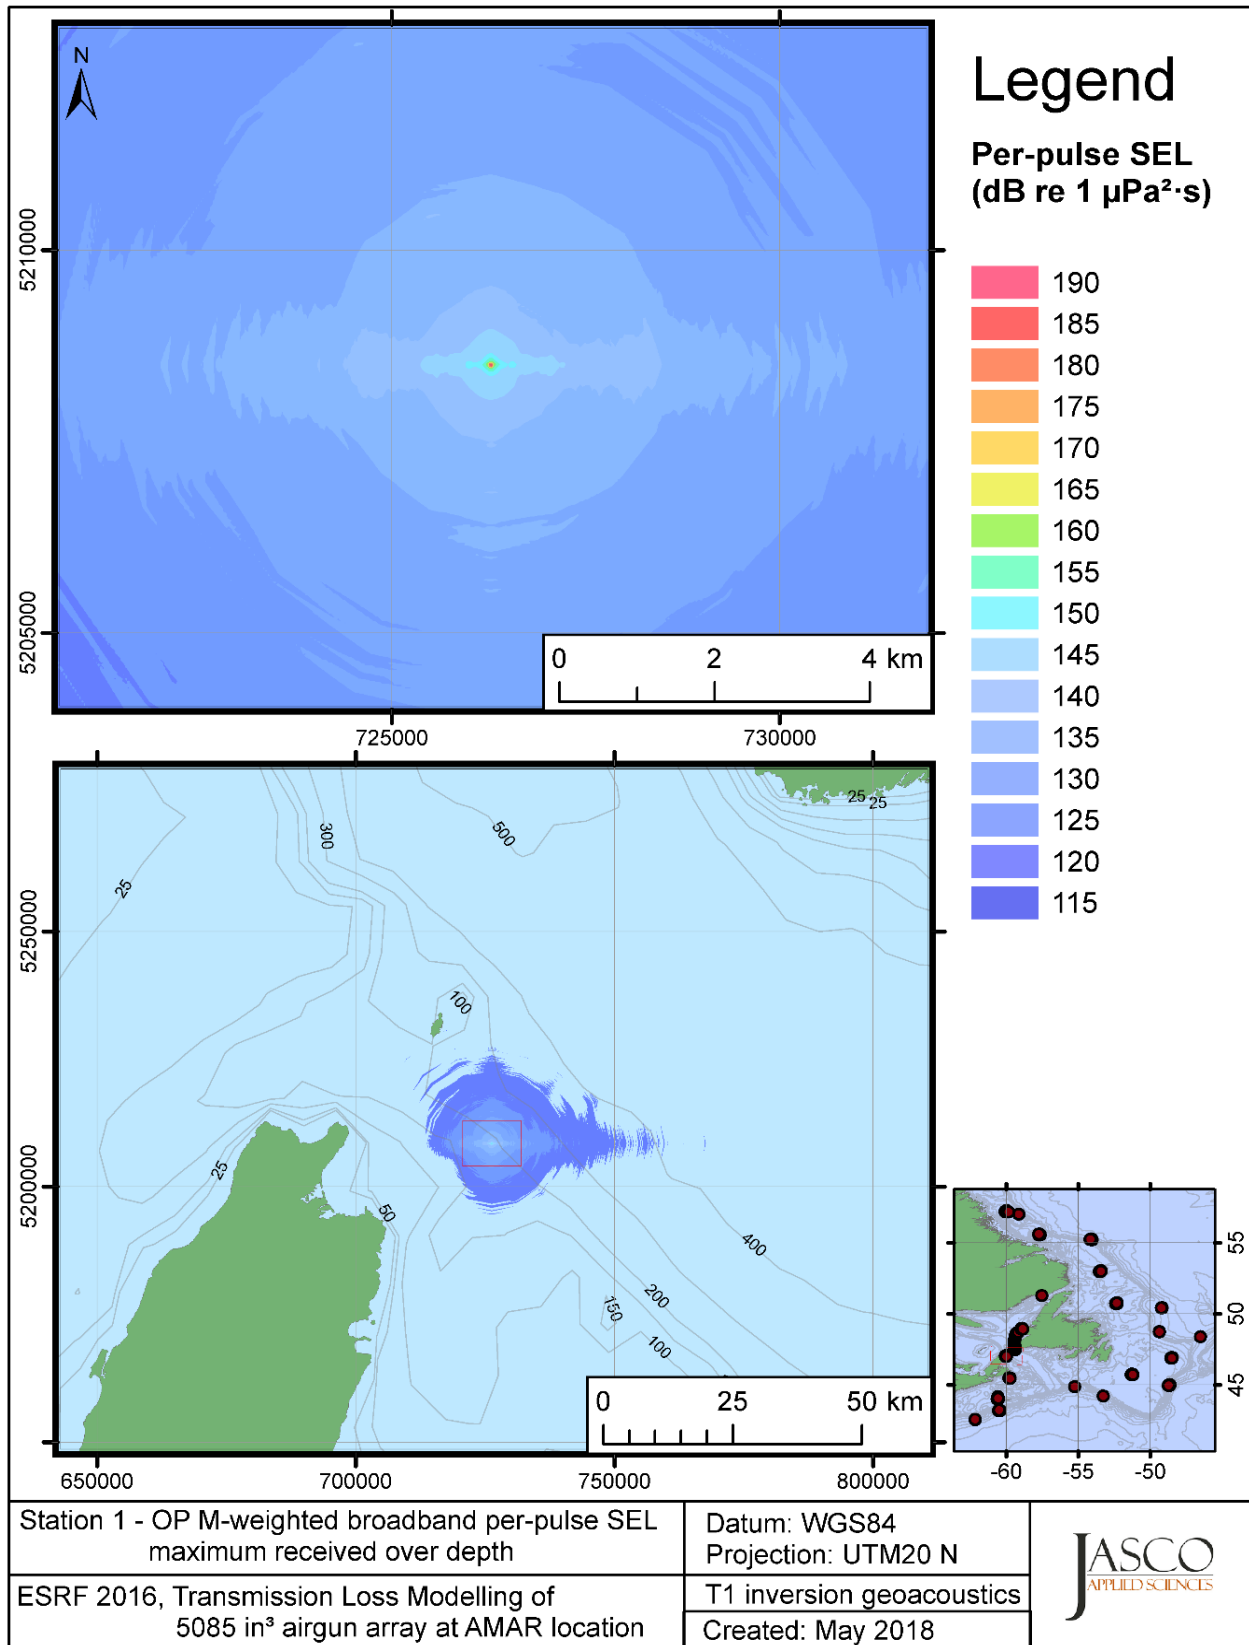 N
5210000
5205000
0 2 4 km
725000 730000
Legend
Per-pulse SEL
(dB re 1 µPa²·s)
190
185
180
175
170
165
160
155
150
145
140
135
130
125
120
115
25
300
500
25
25
100
25
50
400
200
150
100
5250000
5200000
0 25 50 km
650000 700000 750000 800000
55
50
45
-60 -55 -50
Station 1 - OP M-weighted broadband per-pulse SEL
maximum received over depth
ESRF 2016, Transmission Loss Modelling of
5085 in³ airgun array at AMAR location
Datum: WGS84
Projection: UTM20 N
T1 inversion geoacoustics
Created: May 2018
JASCO
APPLIED SCIENCES